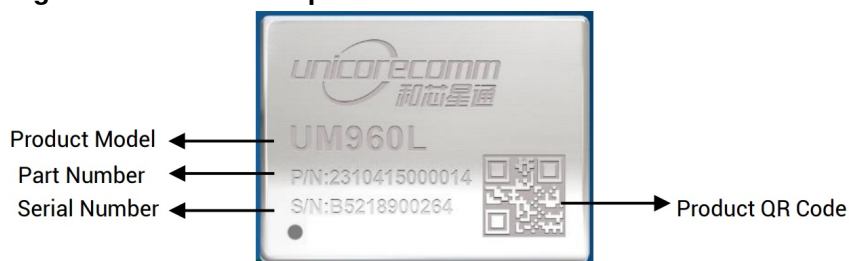 unicorecomm
和芯星通
UM960L
P/N:2310415000014
S/N:B5218900264
Product Model
Part Number
Serial Number
Product QR Code